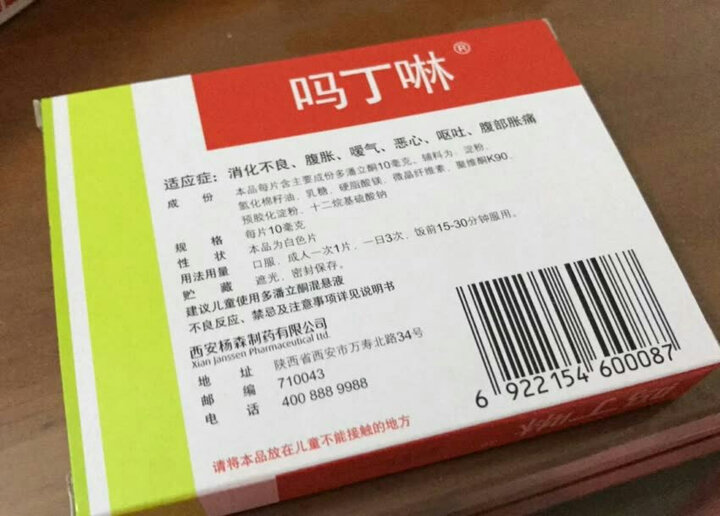 吗丁啉®
适应症：消化不良、腹胀、嗳气、恶心、呕吐、腹部胀痛
成　份　本品每片含主要成份多潘立酮10毫克。辅料为：淀粉，
氢化棉籽油，乳糖，硬脂酸镁，微晶纤维素，聚维酮K90，
预胶化淀粉，十二烷基硫酸钠
规　格　每片10毫克
性　状　本品为白色片
用法用量　口服，成人一次1片，一日3次，饭前15-30分钟服用。
贮　藏　遮光，密封保存。
建议儿童使用多潘立酮混悬液
不良反应、禁忌及注意事项详见说明书
西安杨森制药有限公司
Xian Janssen Pharmaceutical Ltd.
地　址　陕西省西安市万寿北路34号
邮　编　710043
电　话　400 888 9988
请将本品放在儿童不能接触的地方
6 922154 600087
吗丁啉